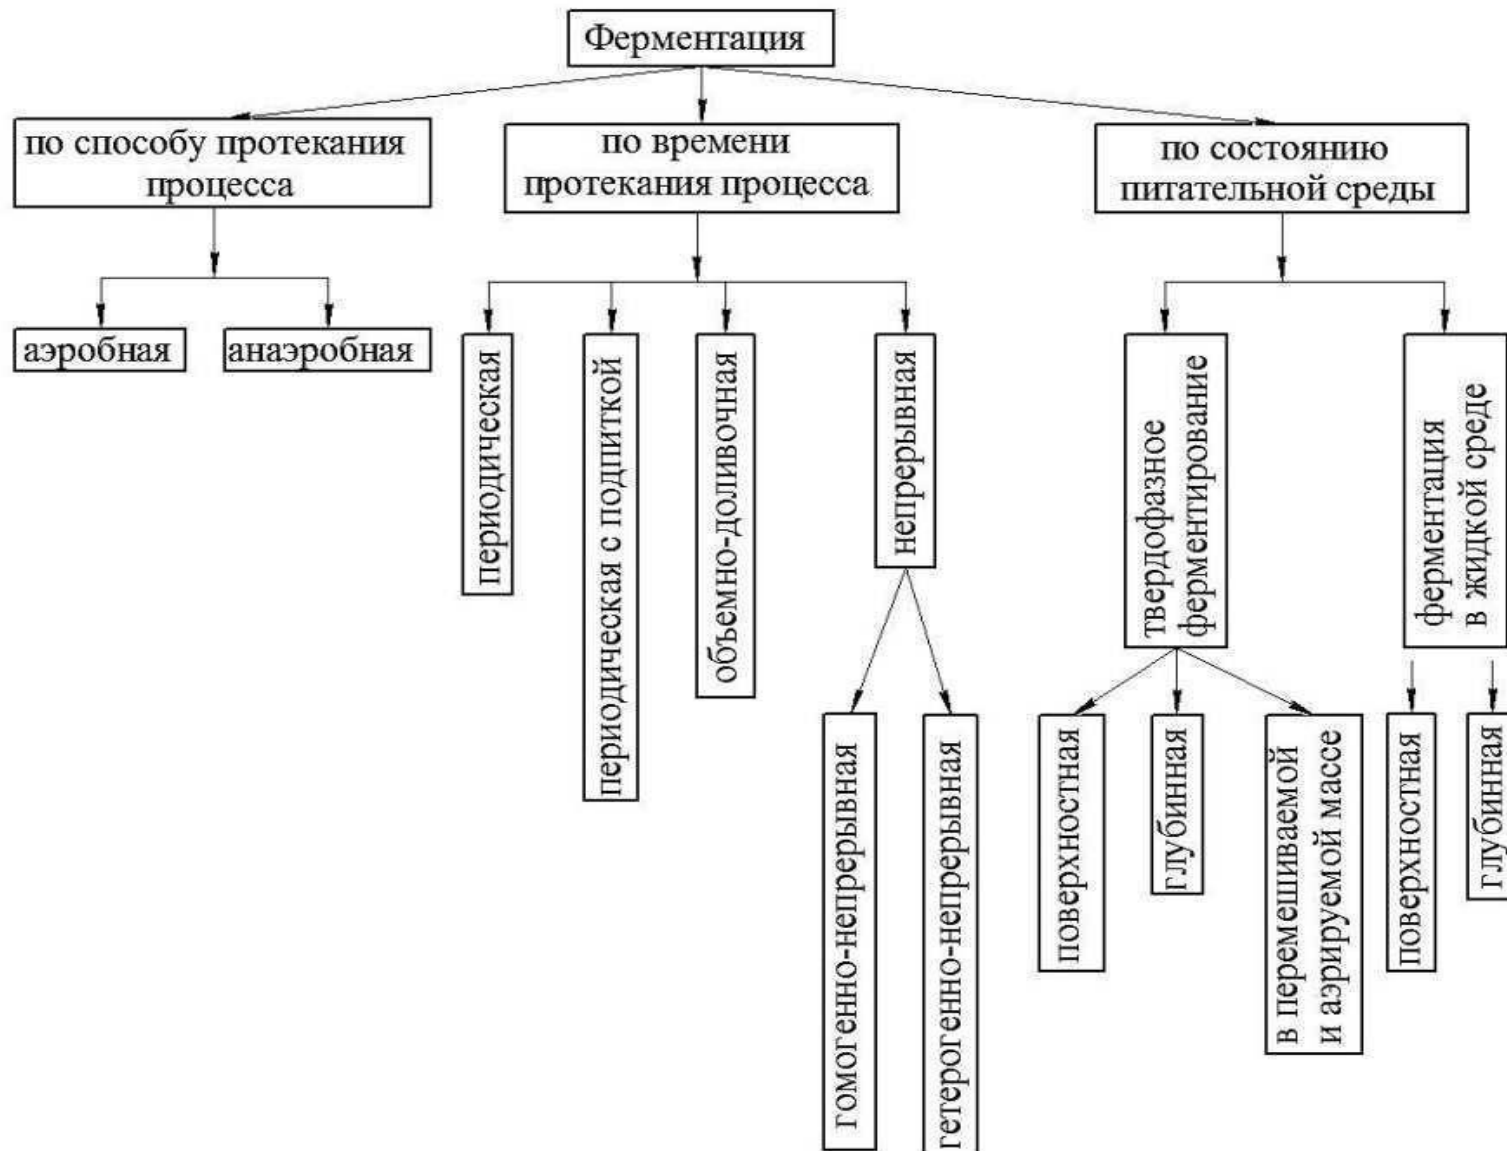 Ферментация
по способу протекания
процесса
по времени
протекания процесса
по состоянию
питательной среды
аэробная
анаэробная
периодическая
периодическая с подпиткой
объемно-доливочная
непрерывная
твердофазное
ферментирование
ферментация
в жидкой среде
гомогенно-непрерывная
гетерогенно-непрерывная
поверхностная
глубинная
в перемешиваемой
и аэрируемой массе
поверхностная
глубинная